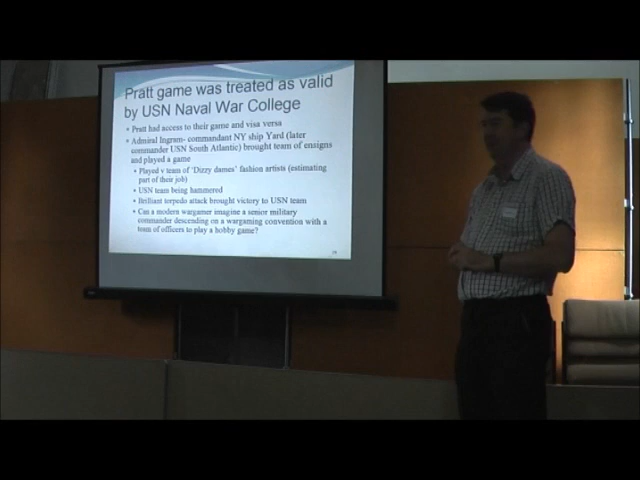 Pratt game was treated as valid
by USN Naval War College
• Pratt had access to their game and visa versa
• Admiral Ingram- commandant NY ship Yard (later
commander USN South Atlantic) brought team of ensigns
and played a game
• Played v team of 'Dizzy dames' fashion artists (estimating
part of their job)
• USN team being hammered
• Brilliant torpedo attack brought victory to USN team
• Can a modern wargamer imagine a senior military
commander descending on a wargaming convention with a
team of officers to play a hobby game?